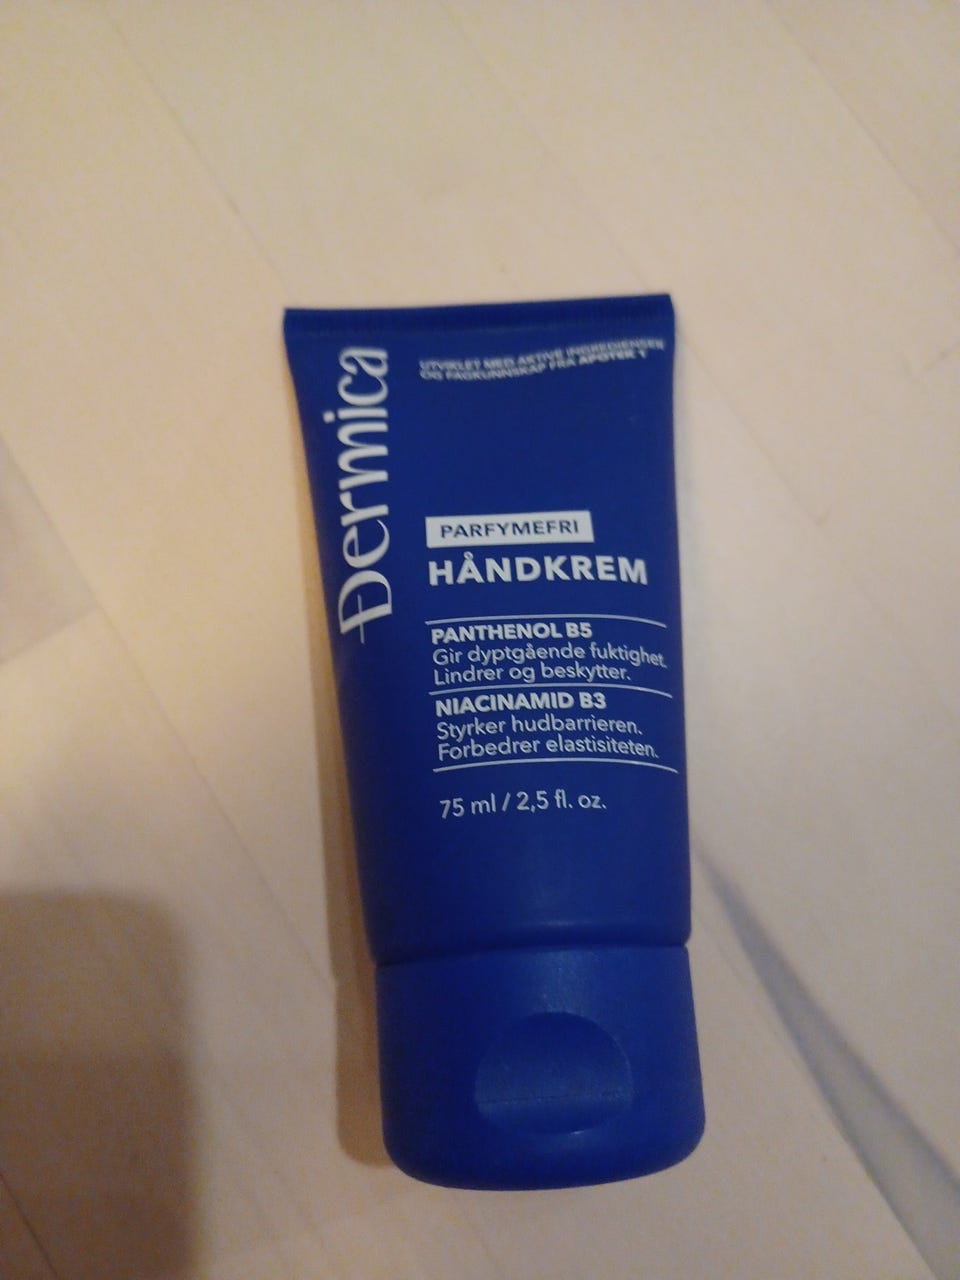 Dermica
UTVIKLET MED AKTIVE INGREDIENSER
OG FAGKUNNSKAP FRA APOTEK 1
PARFYMEFRI
HÅNDKREM
PANTHENOL B5
Gir dyptgående fuktighet.
Lindrer og beskytter.
NIACINAMID B3
Styrker hudbarrieren.
Forbedrer elastisiteten.
75 ml / 2,5 fl. oz.